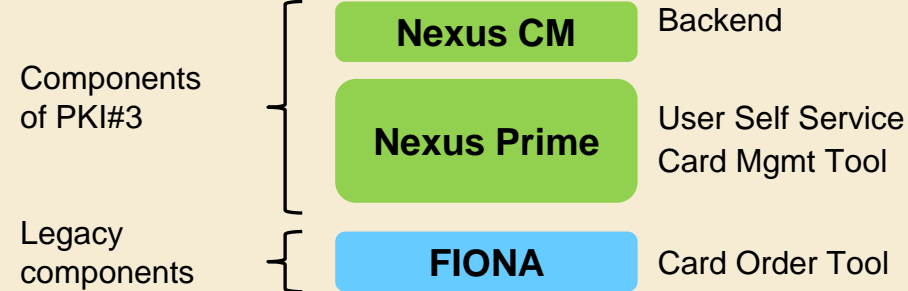 Nexus CM
Backend
Components
of PKI#3
Nexus Prime
User Self Service
Card Mgmt Tool
Legacy
components
FIONA
Card Order Tool